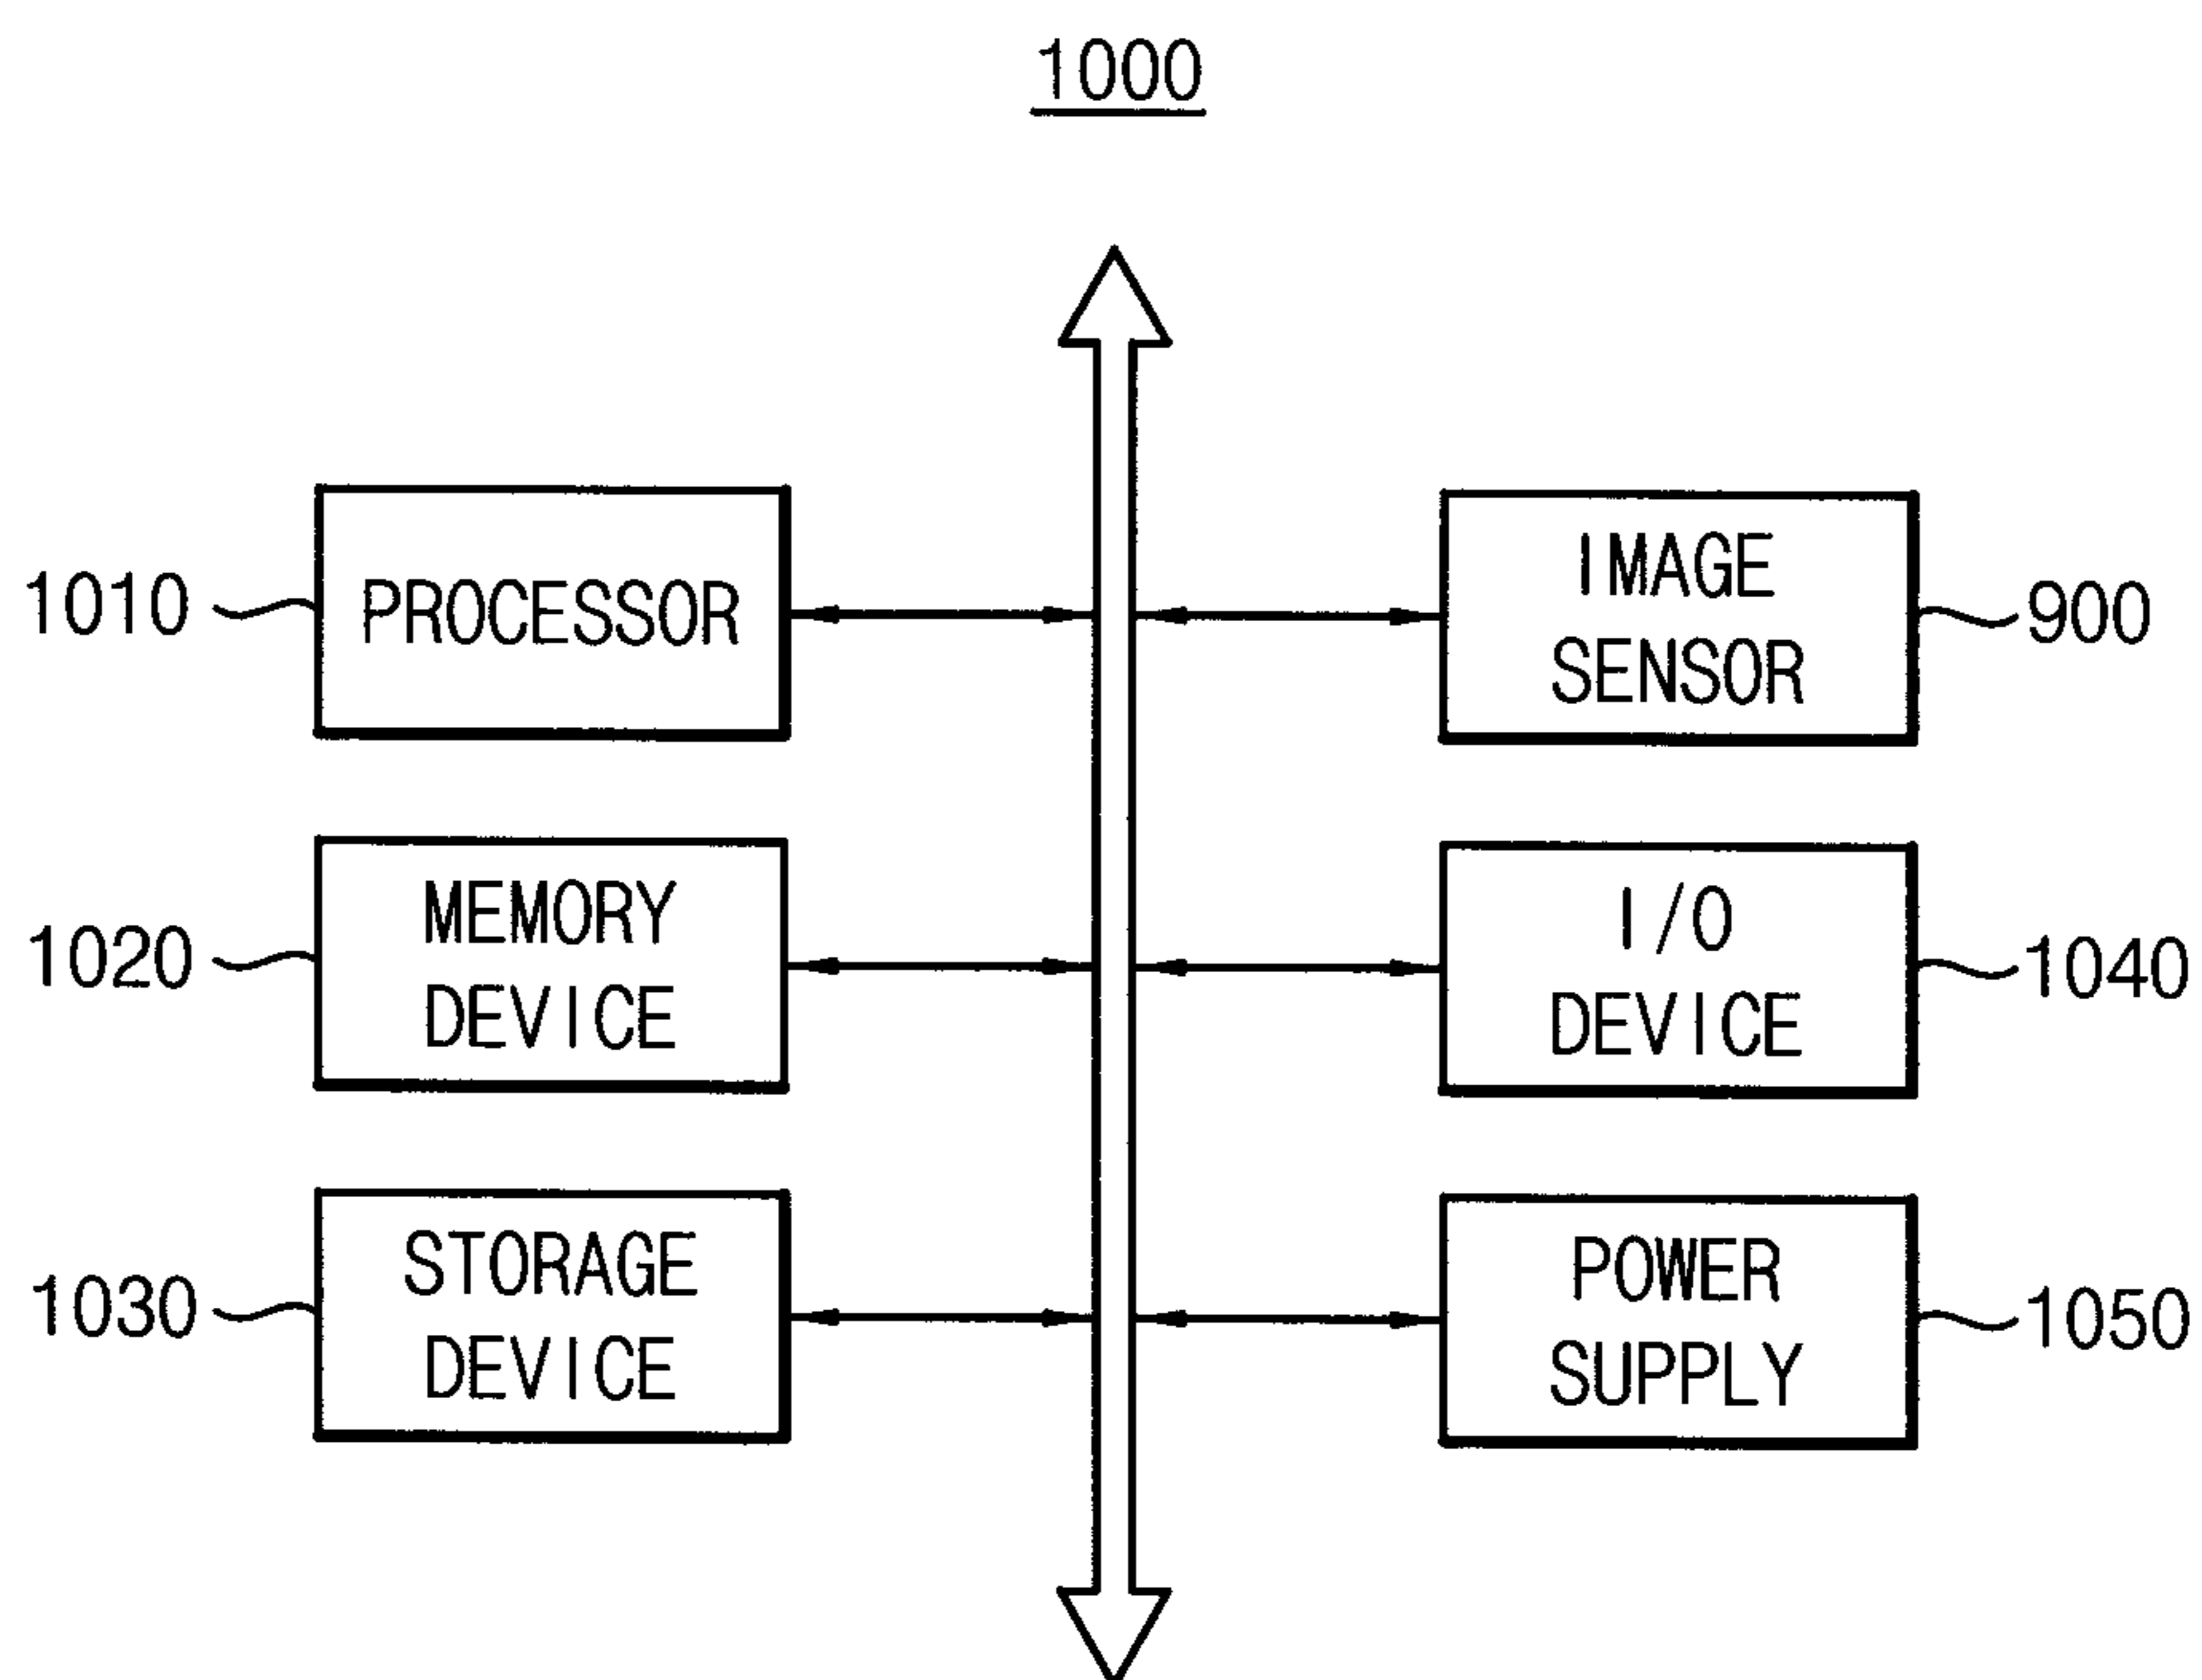 1000
1010
PROCESSOR
IMAGE
SENSOR
900
1020
MEMORY
DEVICE
I/O
DEVICE
1040
1030
STORAGE
DEVICE
POWER
SUPPLY
1050